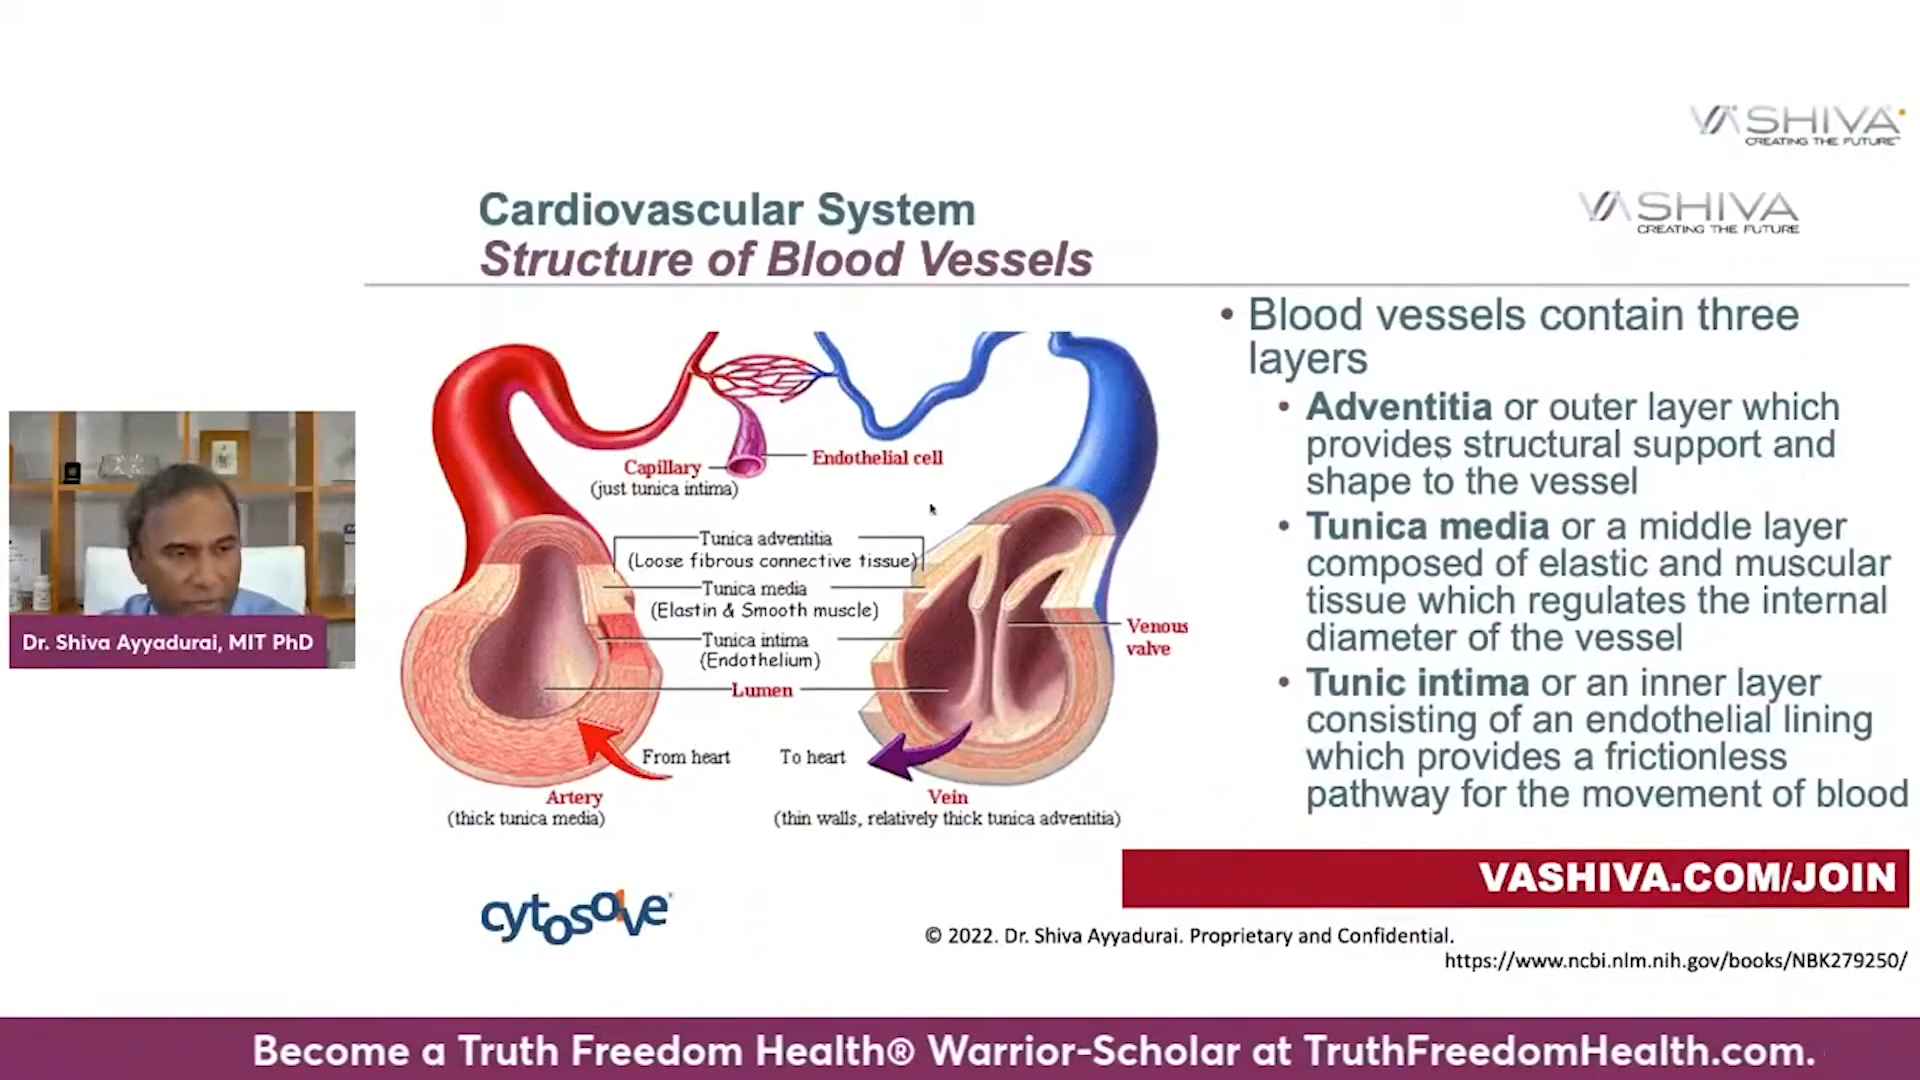 VASHIVA
CREATING THE FUTURE
VASHIVA
CREATING THE FUTURE
Cardiovascular System
Structure of Blood Vessels
• Blood vessels contain three
layers
• Adventitia or outer layer which
provides structural support and
shape to the vessel
• Tunica media or a middle layer
composed of elastic and muscular
tissue which regulates the internal
diameter of the vessel
• Tunic intima or an inner layer
consisting of an endothelial lining
which provides a frictionless
pathway for the movement of blood
Capillary
(just tunica intima)
Endothelial cell
Tunica adventitia
(Loose fibrous connective tissue)
Tunica media
(Elastin & Smooth muscle)
Tunica intima
(Endothelium)
Lumen
Venous
valve
From heart
To heart
Artery
(thick tunica media)
Vein
(thin walls, relatively thick tunica adventitia)
Dr. Shiva Ayyadurai, MIT PhD
VASHIVA.COM/JOIN
cytosolve
© 2022. Dr. Shiva Ayyadurai. Proprietary and Confidential.
https://www.ncbi.nlm.nih.gov/books/NBK279250/
Become a Truth Freedom Health® Warrior-Scholar at TruthFreedomHealth.com.